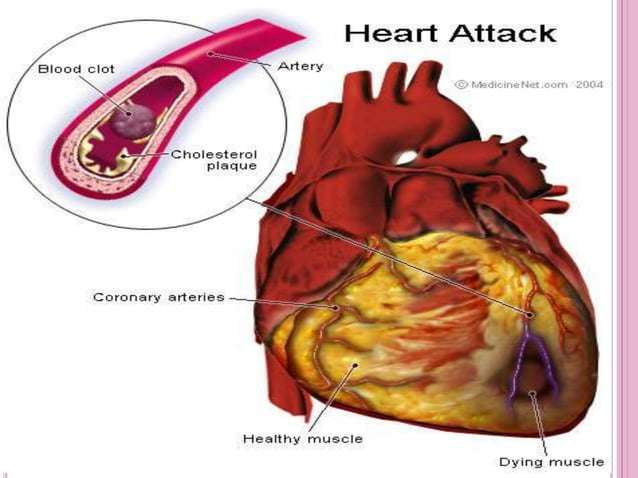 Heart Attack
© MedicineNet.com 2004
Blood clot
Artery
Cholesterol
plaque
Coronary arteries
Healthy muscle
Dying muscle